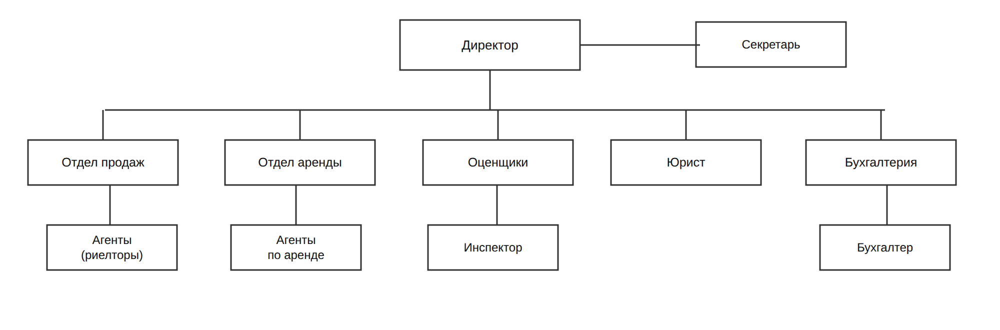 Директор
Секретарь
Отдел продаж
Отдел аренды
Оценщики
Юрист
Бухгалтерия
Агенты
(риелторы)
Агенты
по аренде
Инспектор
Бухгалтер